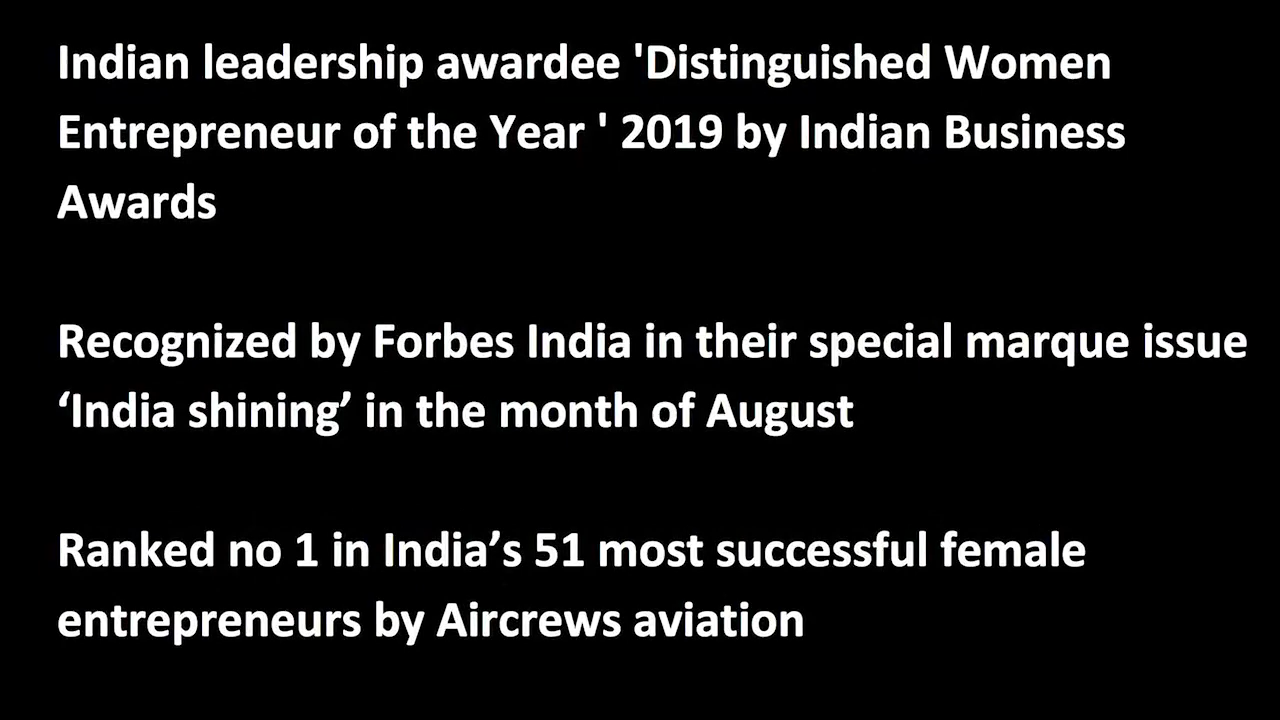 Indian leadership awardee 'Distinguished Women
Entrepreneur of the Year ' 2019 by Indian Business
Awards
Recognized by Forbes India in their special marque issue
‘India shining’ in the month of August
Ranked no 1 in India’s 51 most successful female
entrepreneurs by Aircrews aviation